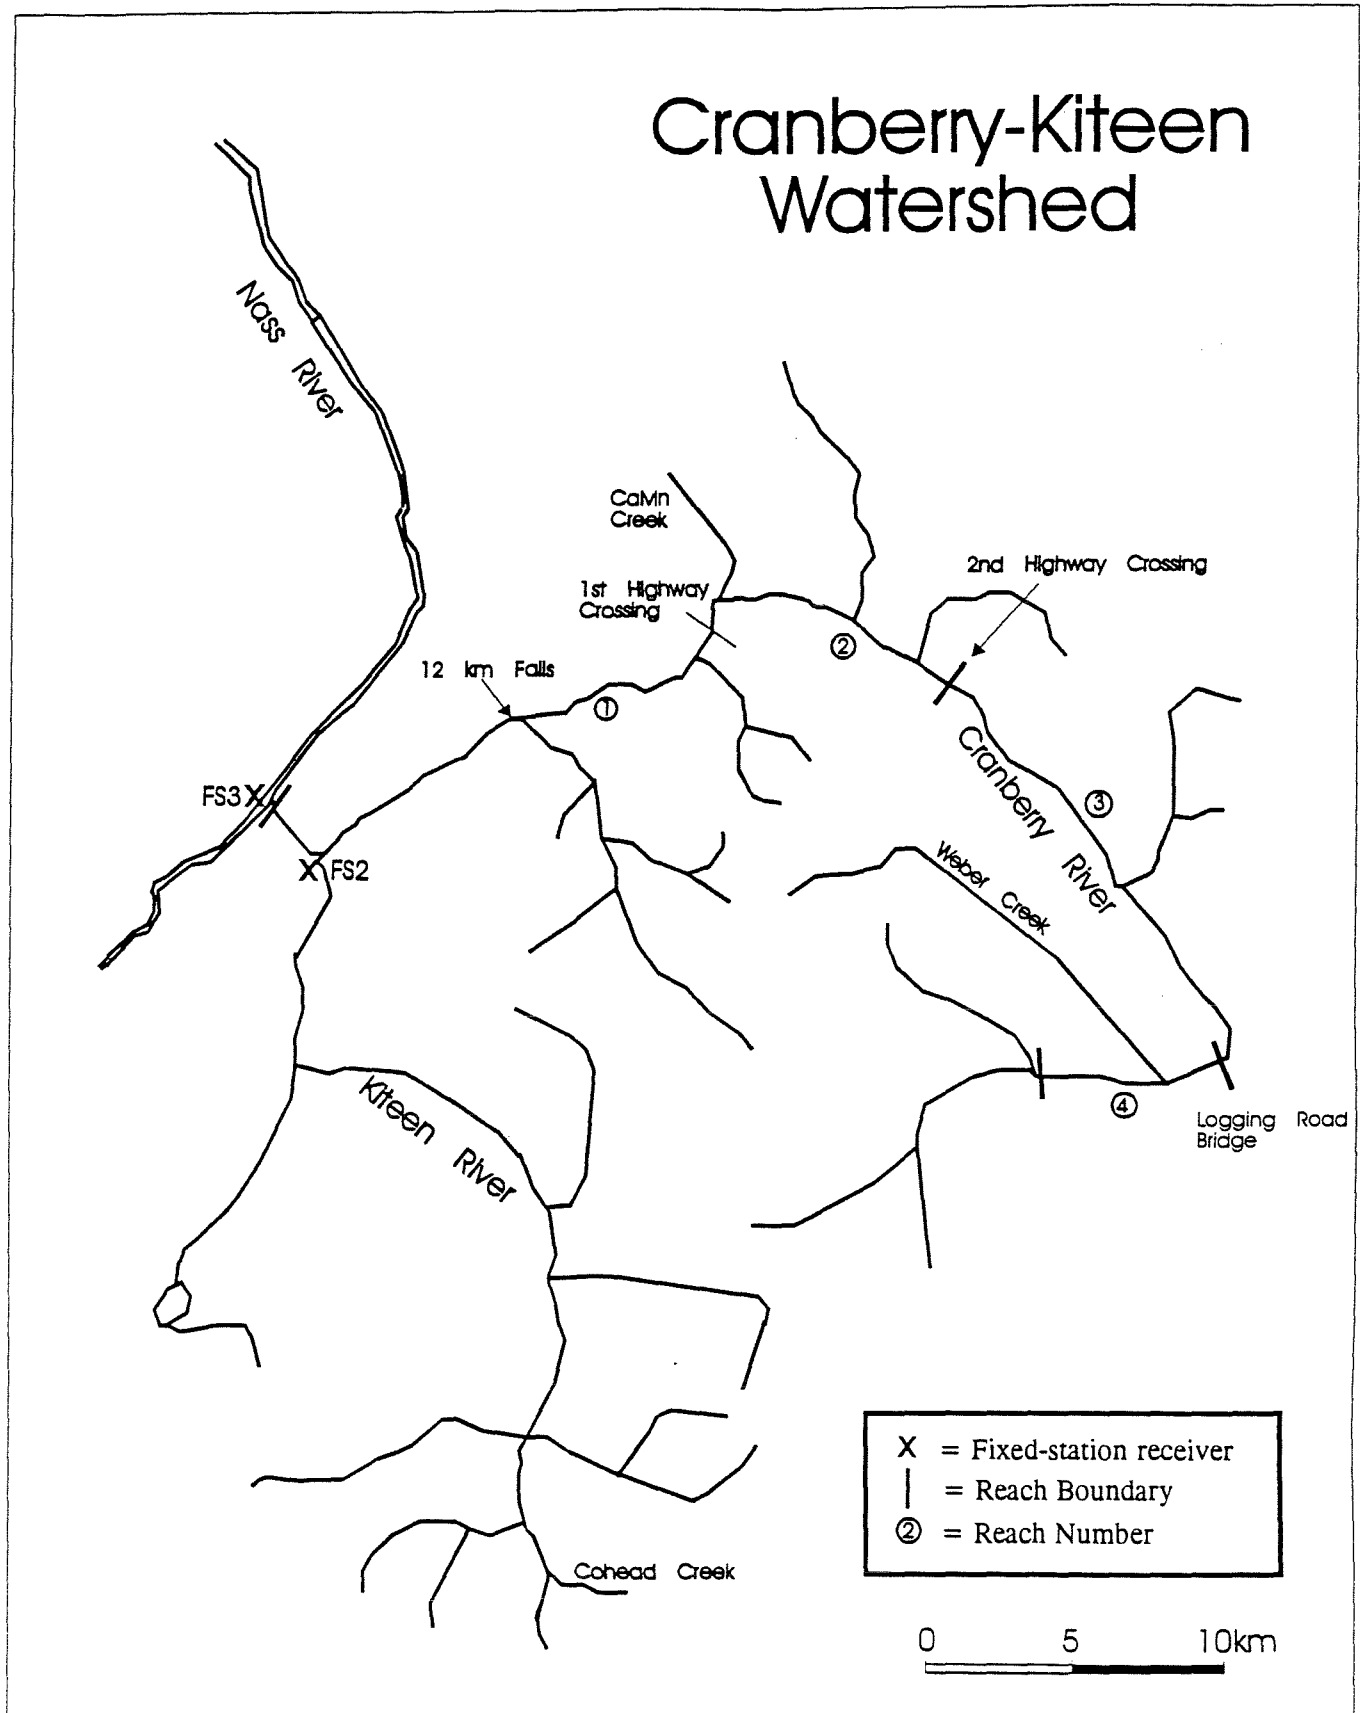 Cranberry-Kiteen
Watershed
Nass River
Calvin
Creek
1st Highway
Crossing
2nd Highway Crossing
12 km Falls
2
1
Cranberry River
3
FS3 X
X FS2
Weber Creek
4
Logging Road
Bridge
Kiteen River
Cohead Creek
X = Fixed-station receiver
| = Reach Boundary
② = Reach Number
0 5 10km